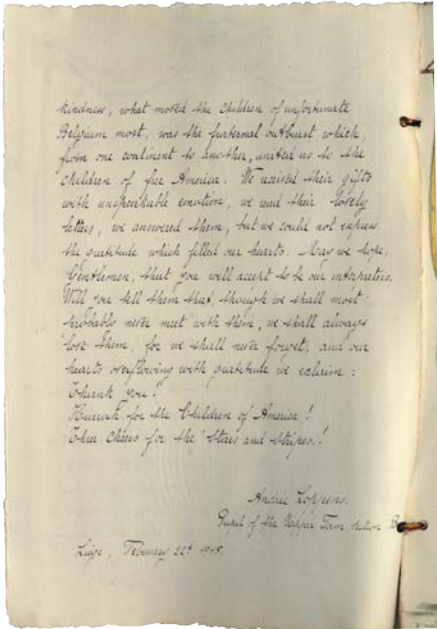 kindness, what moved the children of unfortunate
Belgium most, was the fraternal outburst which,
from one continent to another, united us to the
children of free America. We received their gifts
with unspeakable emotion, we read their lovely
letters, we answered them, but we could not express
the gratitude which filled our hearts. May we hope,
Gentlemen, that you will accept to be our interpreters.
Will you tell them that, though we shall most
probably never meet with them, we shall always
love them, for we shall never forget, and our
hearts overflowing with gratitude we exclaim:
Thank you!
Hurrah for the Children of America!
Three Cheers for the "Stars and Stripes"!
Pupil of the Upper Form, section
Liège, February 22d 1915.